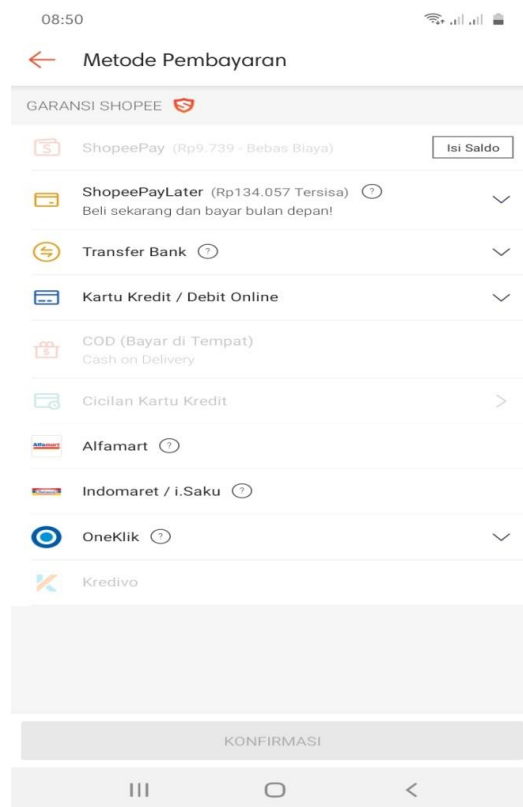 08:50
Metode Pembayaran
GARANSI SHOPEE
ShopeePay (Rp9.739 - Bebas Biaya)
Isi Saldo
ShopeePayLater (Rp134.057 Tersisa) ?
Beli sekarang dan bayar bulan depan!
Transfer Bank ?
Kartu Kredit / Debit Online
COD (Bayar di Tempat)
Cash on Delivery
Cicilan Kartu Kredit
Alfamart
Alfamart ?
Indomaret / i.Saku ?
OneKlik ?
Kredivo
KONFIRMASI